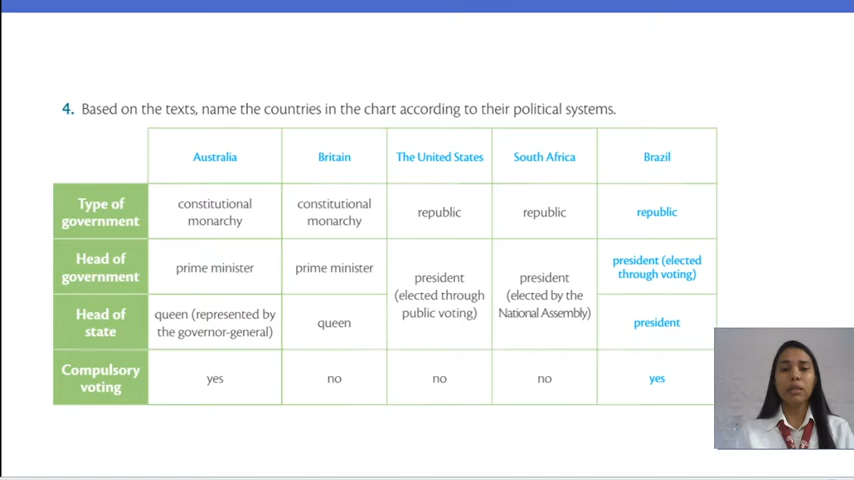 4. Based on the texts, name the countries in the chart according to their political systems.
Australia
Britain
The United States
South Africa
Brazil
Type of
government
constitutional
monarchy
constitutional
monarchy
republic
republic
republic
Head of
government
prime minister
prime minister
president
(elected through
public voting)
president
(elected by the
National Assembly)
president (elected
through voting)
Head of
state
queen (represented by
the governor-general)
queen
president
Compulsory
voting
yes
no
no
no
yes